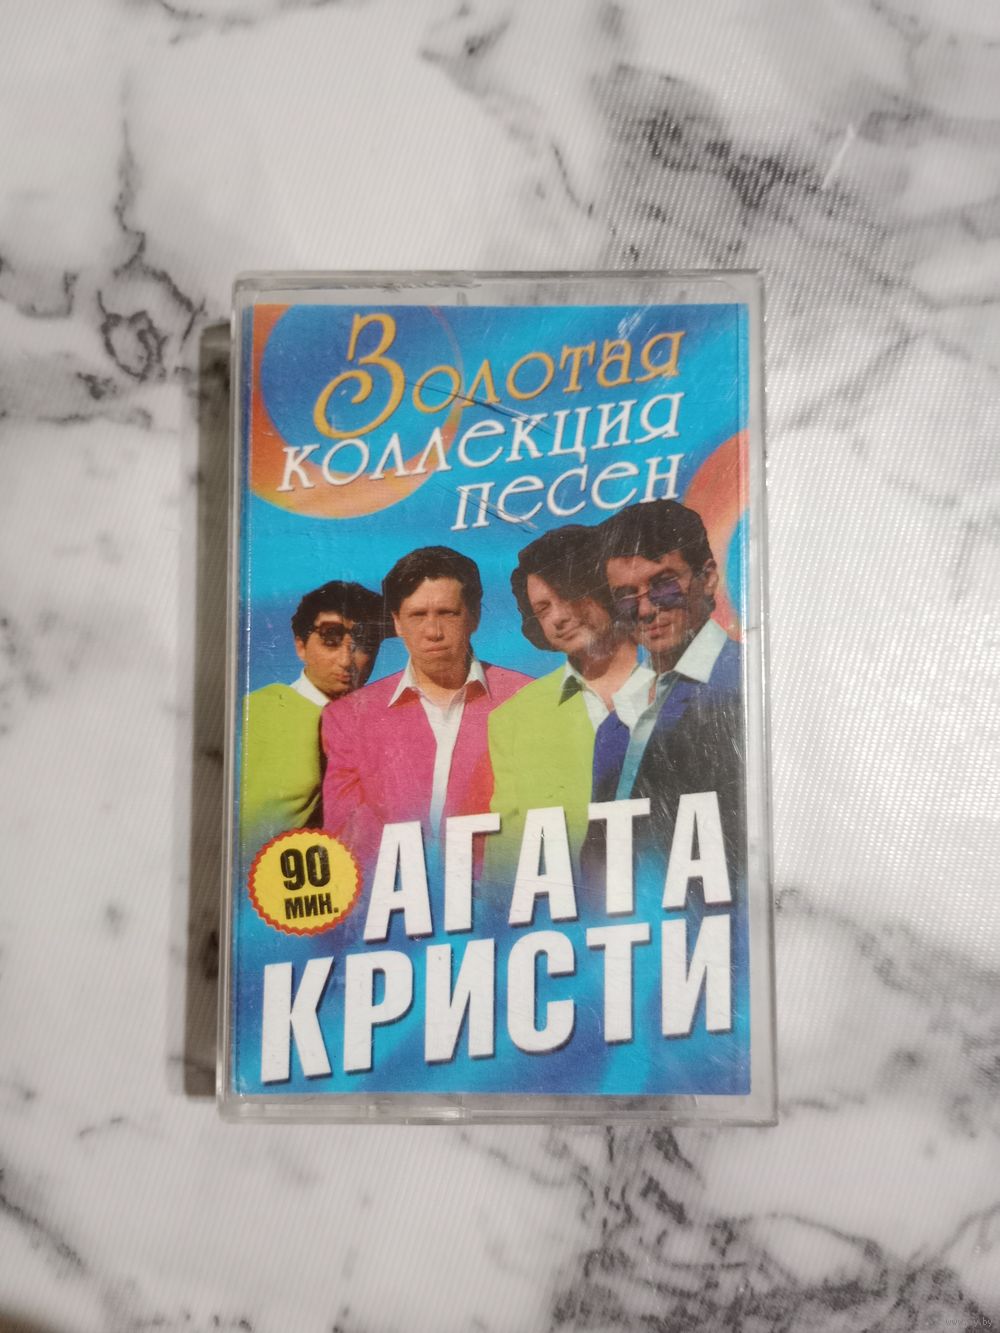 Золотая
коллекция
песен
90
мин.
АГАТА
КРИСТИ